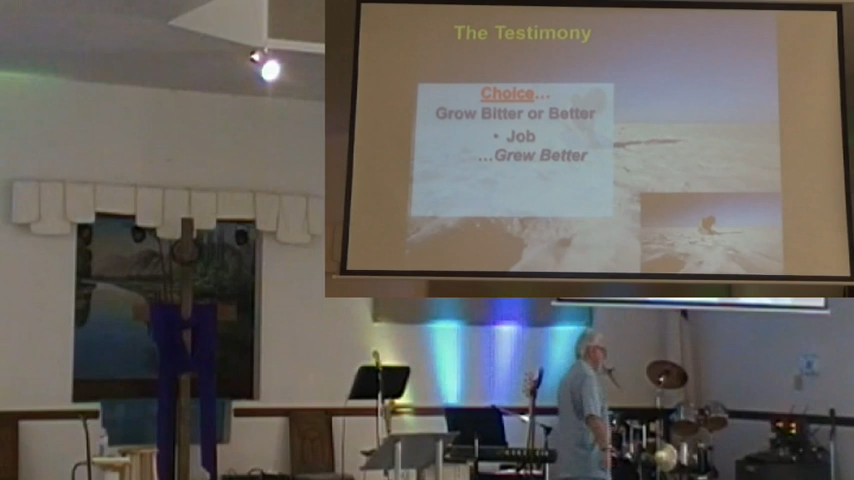 The Testimony
Choice...
Grow Bitter or Better
• Job
...Grew Better